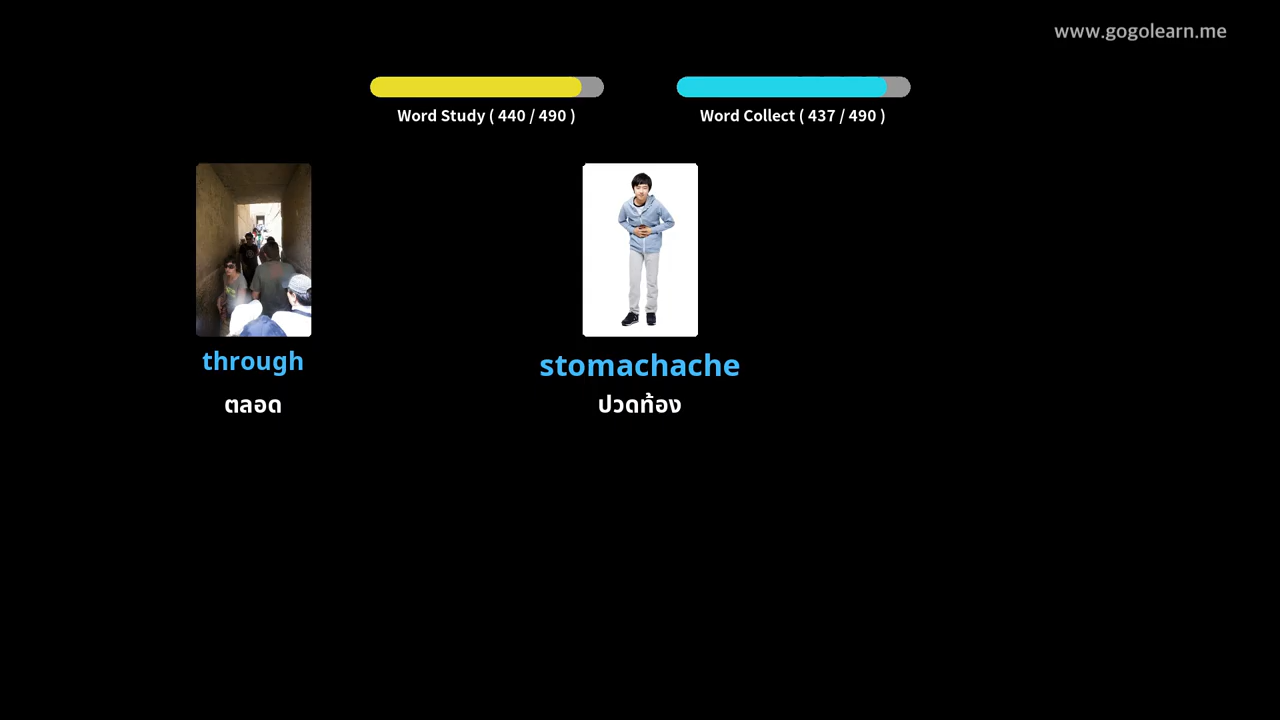 www.gogolearn.me
Word Study ( 440 / 490 )
Word Collect ( 437 / 490 )
through
stomachache
ตลอด
ปวดท้อง